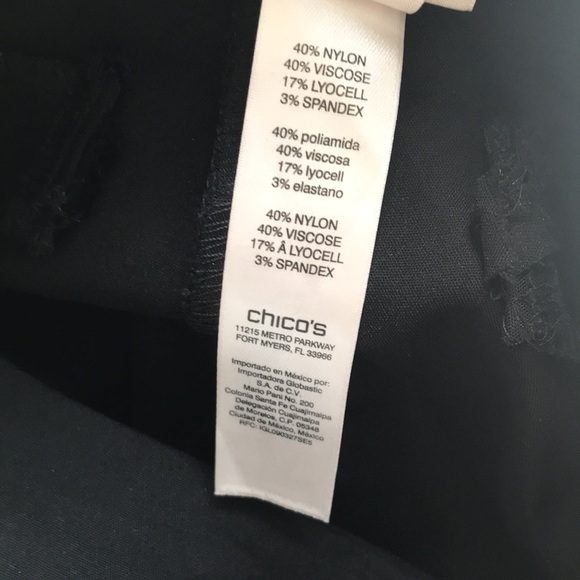 40% NYLON
40% VISCOSE
17% LYOCELL
3% SPANDEX
40% poliamida
40% viscosa
17% lyocell
3% elastano
40% NYLON
40% VISCOSE
17% Â LYOCELL
3% SPANDEX
chico's
11215 METRO PARKWAY
FORT MYERS, FL 33966
Importado en México por:
Importadora Globastic
S.A. de C.V.
Mario Pani No. 200
Colonia Santa Fe Cuajimalpa
Delegación Cuajimalpa
de Morelos, C.P. 05348
Ciudad de México, México
RFC: IGL090327SE5